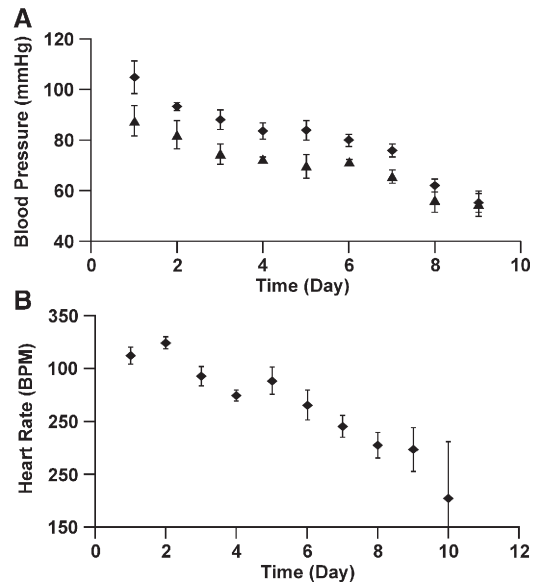 A
Blood Pressure (mmHg)
120
100
80
60
40
0 2 4 6 8 10
Time (Day)
B
Heart Rate (BPM)
350
100
250
250
150
0 2 4 6 8 10 12
Time (Day)